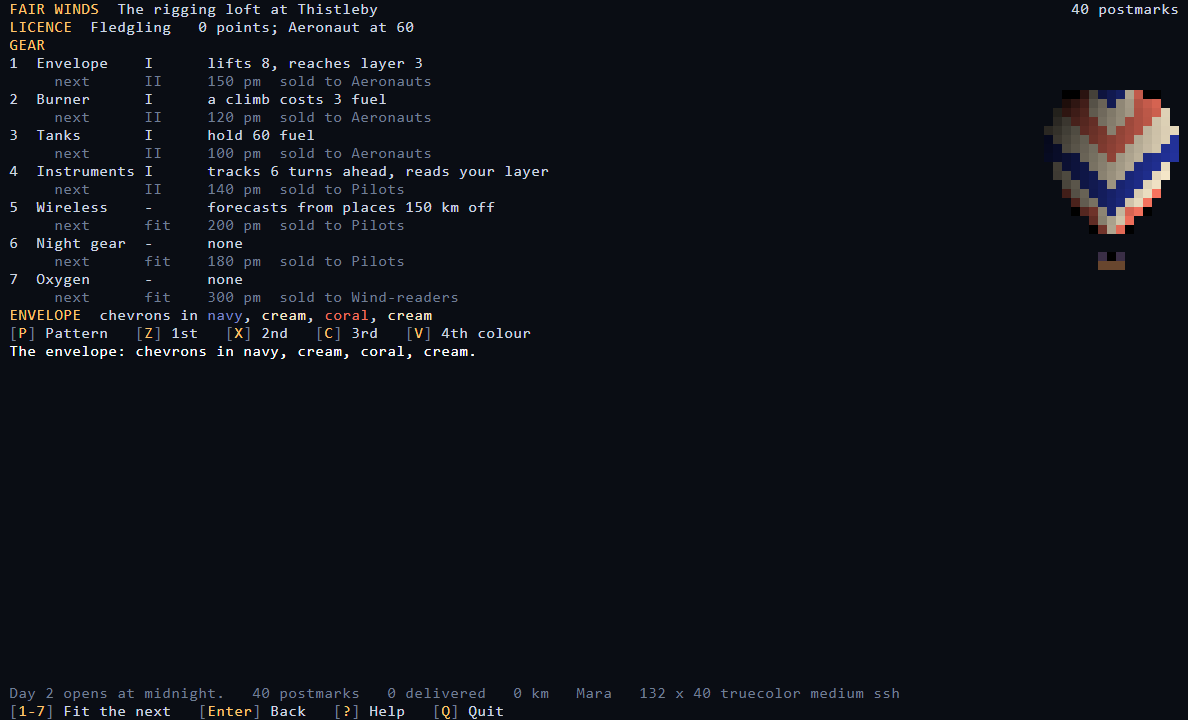 FAIR WINDS  The rigging loft at Thistleby  40 postmarks
LICENCE  Fledgling   0 points; Aeronaut at 60
GEAR
1  Envelope    I      lifts 8, reaches layer 3
next      II     150 pm  sold to Aeronauts
2  Burner      I      a climb costs 3 fuel
next      II     120 pm  sold to Aeronauts
3  Tanks       I      hold 60 fuel
next      II     100 pm  sold to Aeronauts
4  Instruments I      tracks 6 turns ahead, reads your layer
next      II     140 pm  sold to Pilots
5  Wireless    -      forecasts from places 150 km off
next      fit    200 pm  sold to Pilots
6  Night gear  -      none
next      fit    180 pm  sold to Pilots
7  Oxygen      -      none
next      fit    300 pm  sold to Wind-readers
ENVELOPE  chevrons in navy, cream, coral, cream
[P] Pattern   [Z] 1st   [X] 2nd   [C] 3rd   [V] 4th colour
The envelope: chevrons in navy, cream, coral, cream.
Day 2 opens at midnight.   40 postmarks   0 delivered   0 km   Mara   132 x 40 truecolor medium ssh
[1-7] Fit the next   [Enter] Back   [?] Help   [Q] Quit